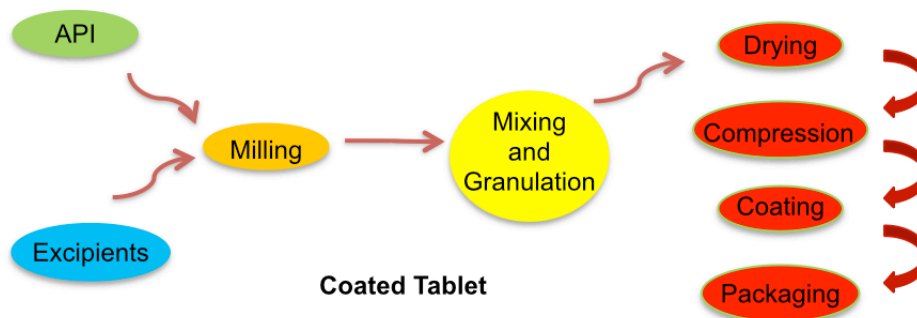 API
Excipients
Milling
Mixing
and
Granulation
Drying
Compression
Coating
Packaging
Coated Tablet